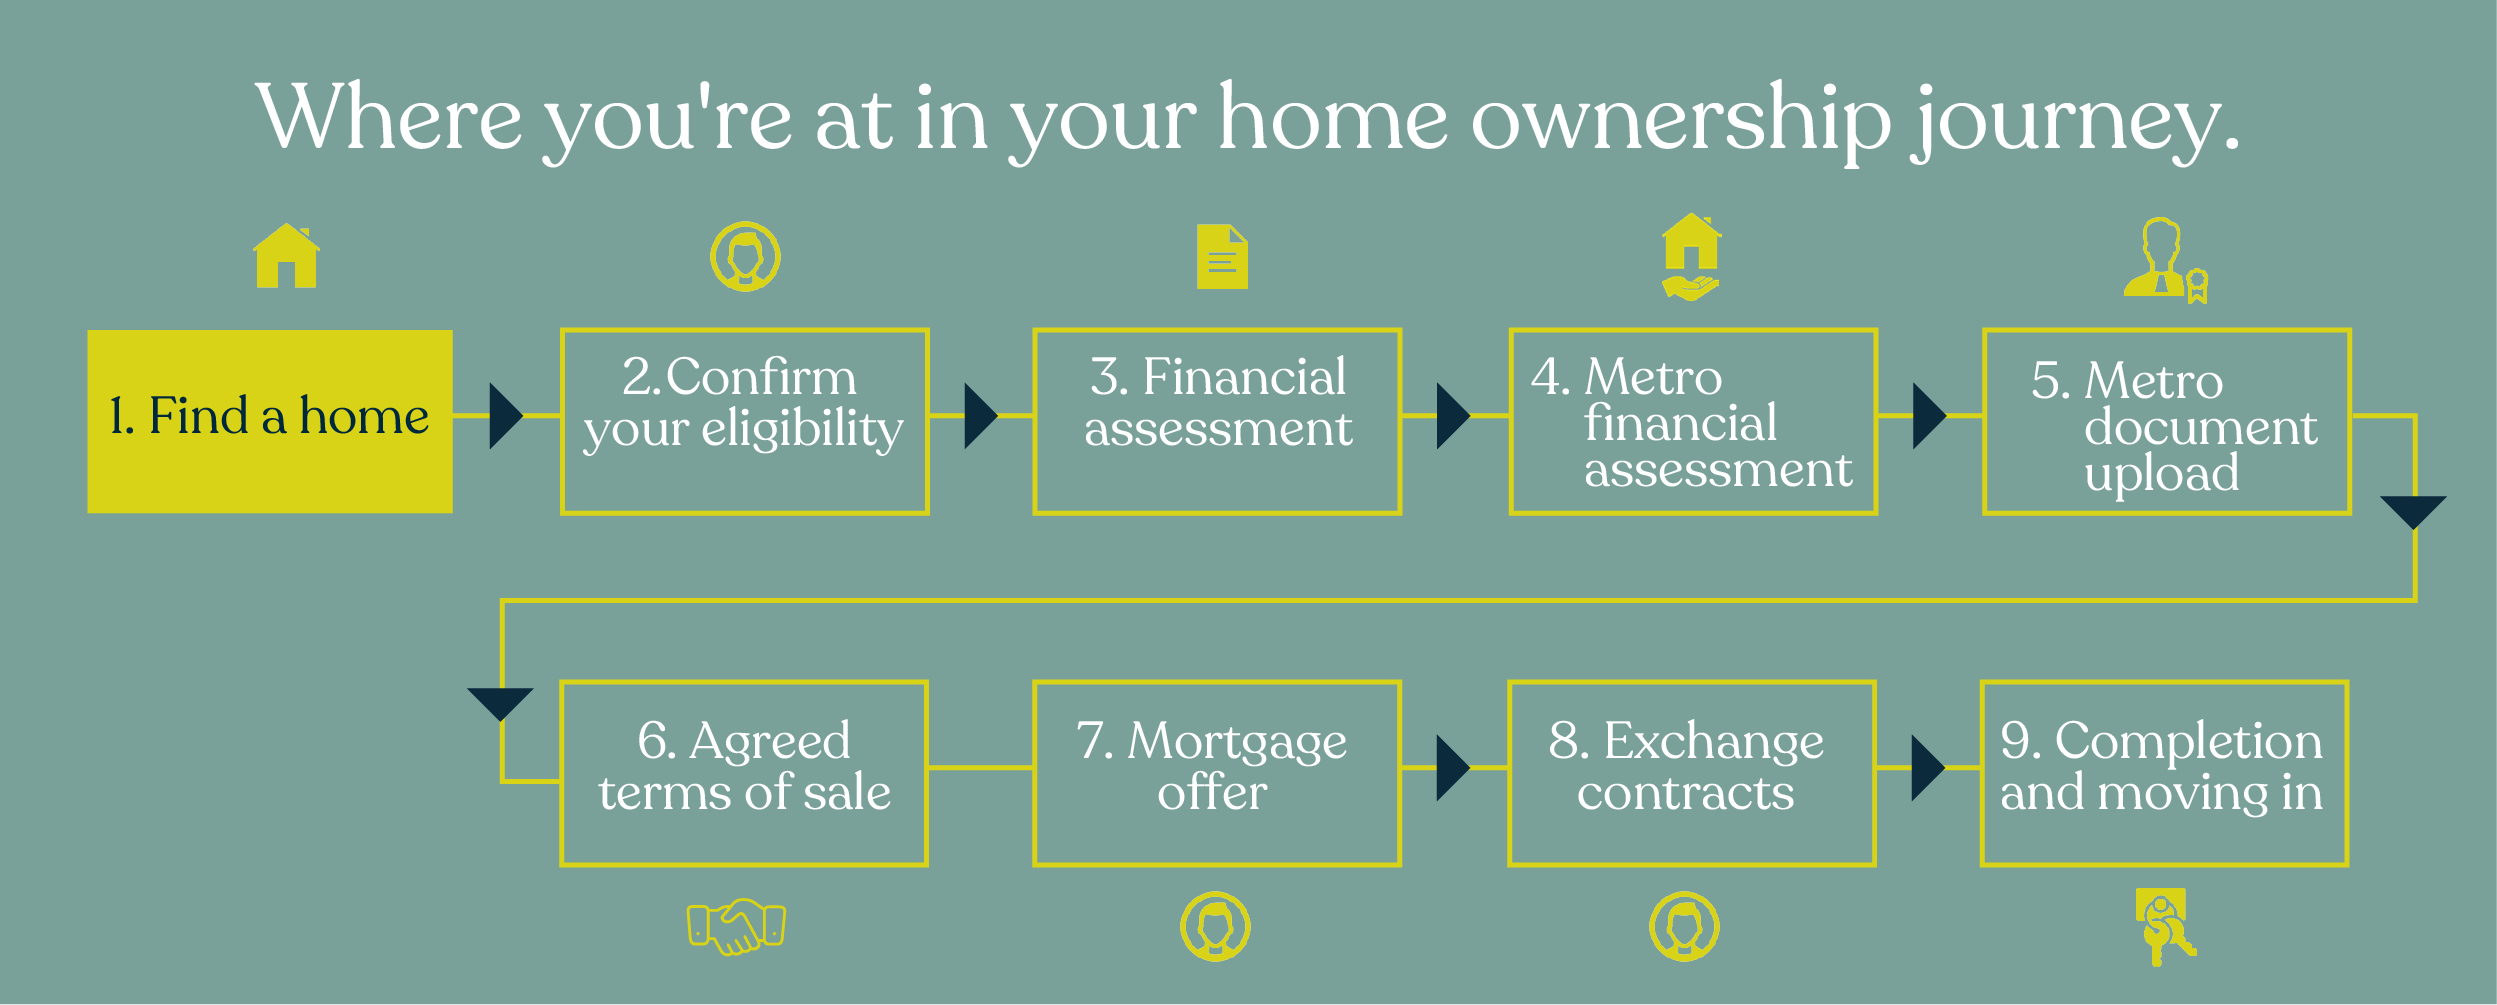 Where you're at in your home ownership journey.
1. Find a home
2.Confirm
your eligibility
3. Financial
assessment
4. Metro
financial
assessment
5. Metro
document
upload
6. Agreed
terms of sale
7. Mortgage
offer
8. Exchange
contracts
9. Completion
and moving in